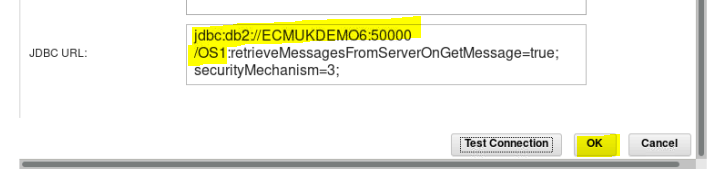 jdbc:db2://ECMUKDEMO6:50000
JDBC URL:
/OS1:retrieveMessagesFromServerOnGetMessage=true;
securityMechanism=3;
Test Connection
OK
Cancel